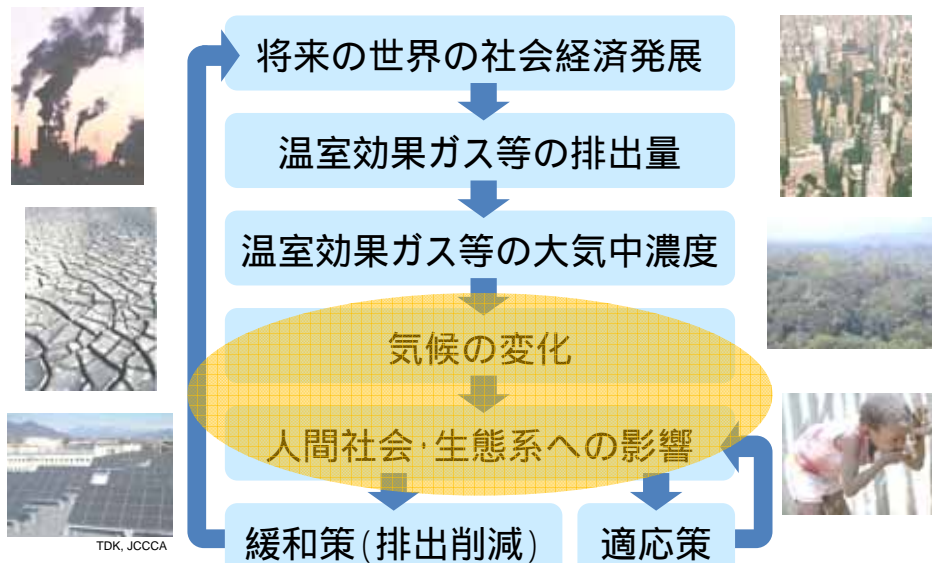 将来の世界の社会経済発展
温室効果ガス等の排出量
温室効果ガス等の大気中濃度
気候の変化
人間社会・生態系への影響
緩和策(排出削減) 適応策
TDK, JCCCA